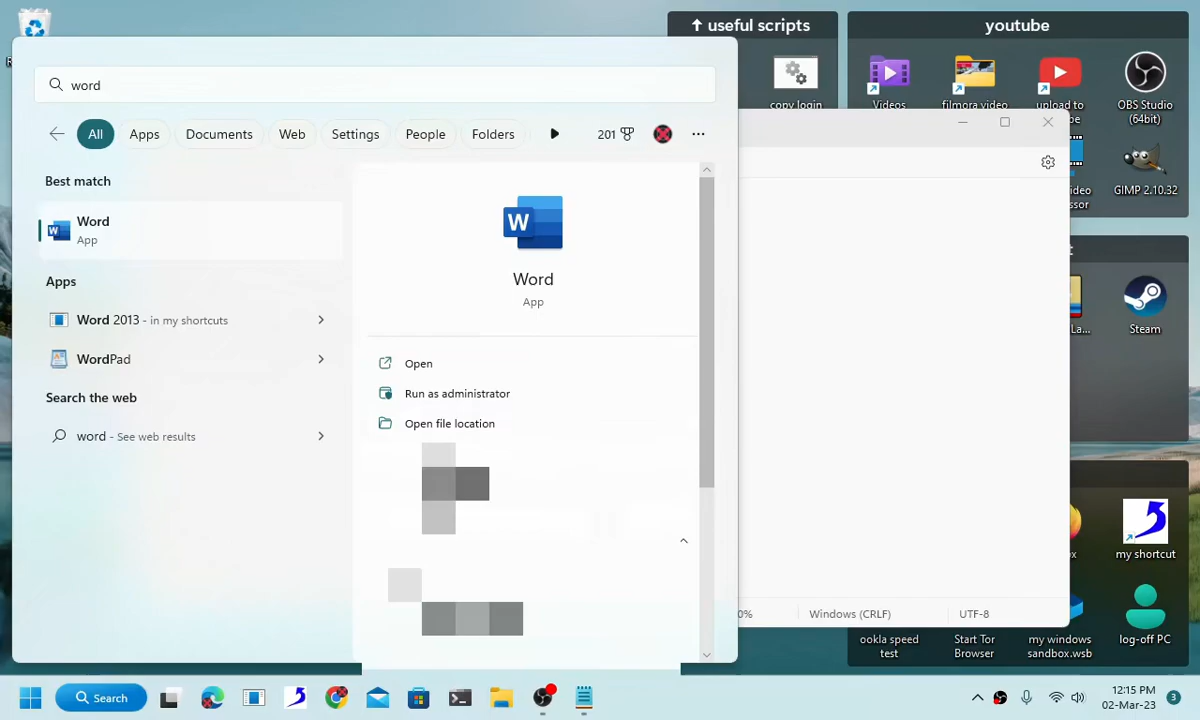 ↑ useful scripts
youtube
word
copy login
Videos
filmora video
upload to
OBS Studio
(64bit)
All
Apps
Documents
Web
Settings
People
Folders
201
Best match
Word
App
GIMP 2.10.32
W
Word
App
Apps
Word 2013 - in my shortcuts
WordPad
Search the web
word - See web results
Open
Run as administrator
Open file location
La...
Steam
my shortcut
0%
Windows (CRLF)
UTF-8
ookla speed
test
Start Tor
Browser
my windows
sandbox.wsb
log-off PC
Search
12:15 PM
02-Mar-23
3